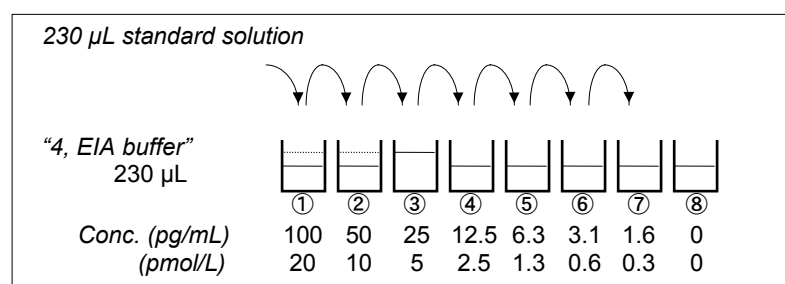 230 µL standard solution
"4, EIA buffer"
230 µL
① ② ③ ④ ⑤ ⑥ ⑦ ⑧
Conc. (pg/mL) 100 50 25 12.5 6.3 3.1 1.6 0
(pmol/L) 20 10 5 2.5 1.3 0.6 0.3 0